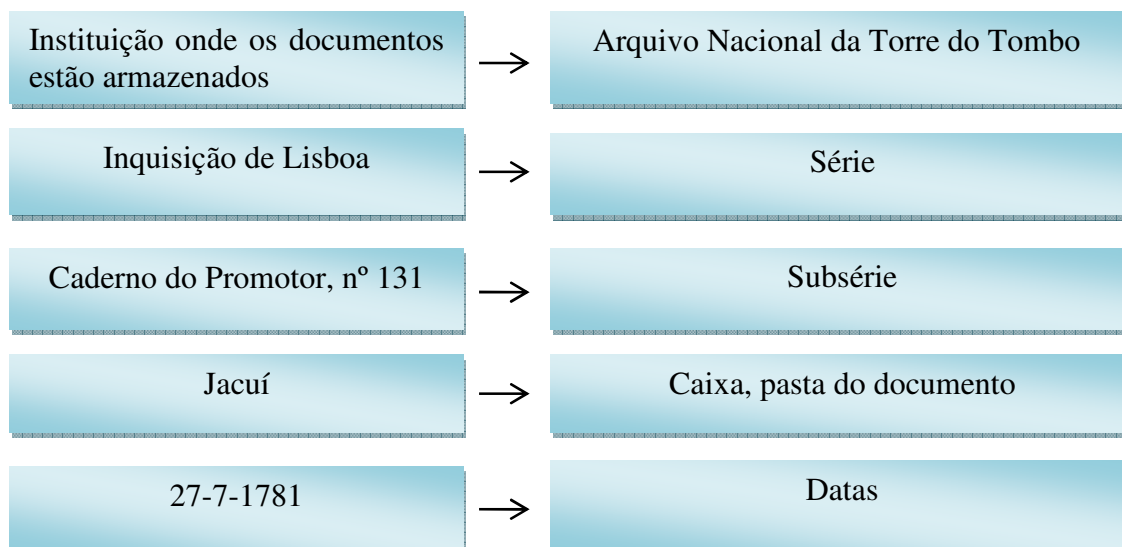 Instituição onde os documentos
estão armazenados
Arquivo Nacional da Torre do Tombo
Inquisição de Lisboa
Série
Caderno do Promotor, nº 131
Subsérie
Jacuí
Caixa, pasta do documento
27-7-1781
Datas